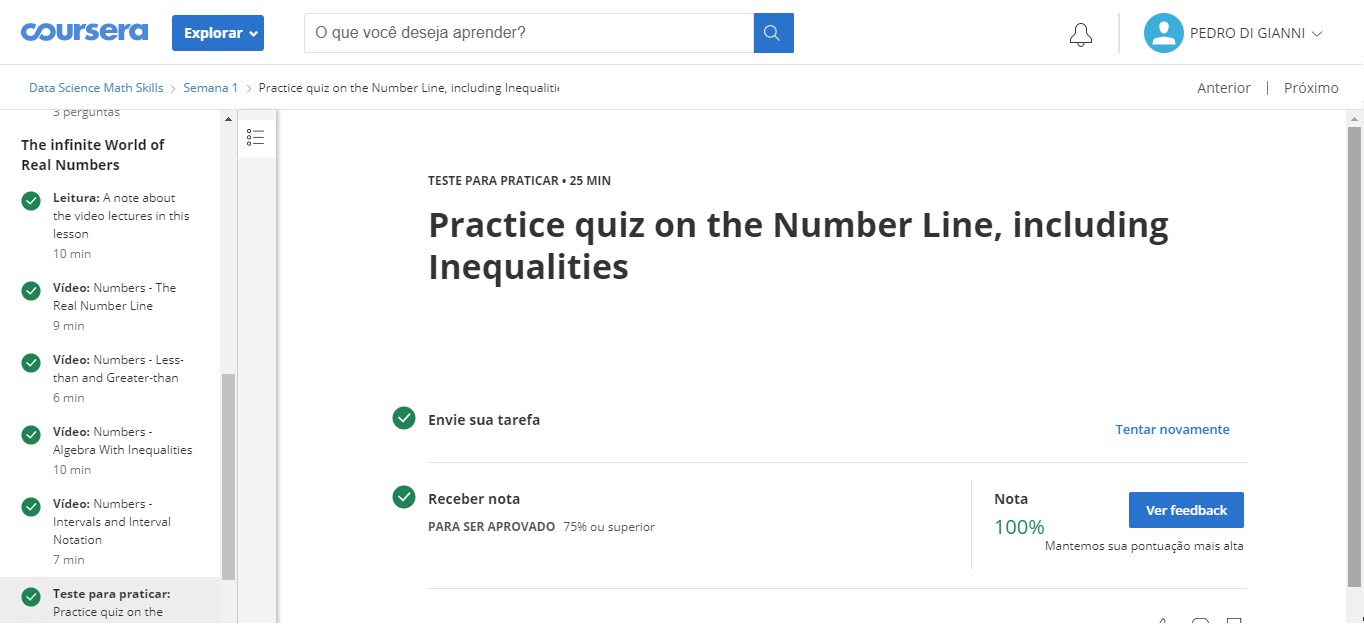 coursera
Explorar
O que você deseja aprender?
PEDRO DI GIANNI
Data Science Math Skills
Semana 1
Practice quiz on the Number Line, including Inequalitie
Anterior | Próximo
3 perguntas
The infinite World of
Real Numbers
Leitura: A note about
the video lectures in this
lesson
10 min
Vídeo: Numbers - The
Real Number Line
9 min
Vídeo: Numbers - Less-
than and Greater-than
6 min
Vídeo: Numbers -
Algebra With Inequalities
10 min
Vídeo: Numbers -
Intervals and Interval
Notation
7 min
Teste para praticar:
Practice quiz on the
TESTE PARA PRATICAR • 25 MIN
Practice quiz on the Number Line, including
Inequalities
Envie sua tarefa
Tentar novamente
Receber nota
PARA SER APROVADO 75% ou superior
Nota
100%
Ver feedback
Mantemos sua pontuação mais alta